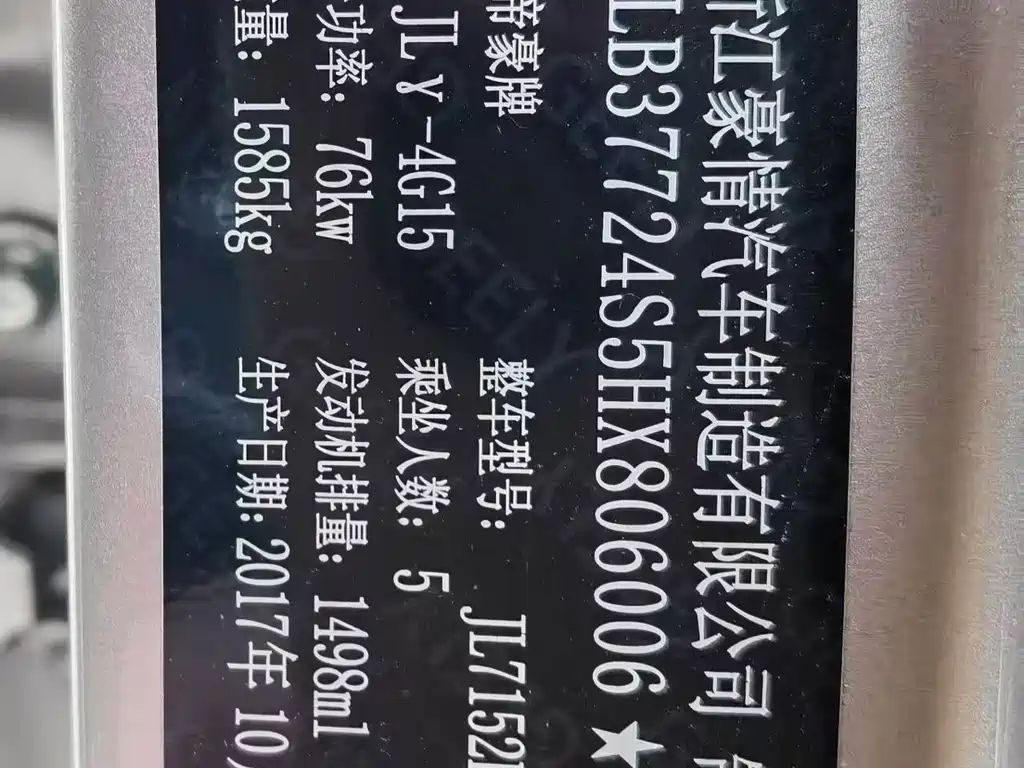 江豪情汽车制造有限公司
LB37724S5HX806006★
帝豪牌 整车型号: JL7152
JLγ-4G15 乘坐人数: 5
功率: 76kw 发动机排量: 1498ml
量: 1585kg 生产日期: 2017年 10
GEELY